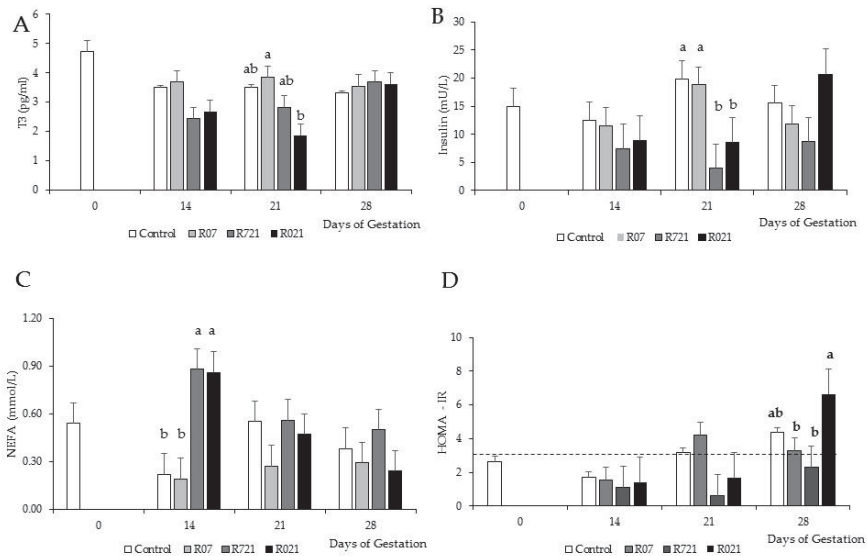 A
T3 (pg/ml)
6
5
4
3
2
1
0
ab
a
ab
b
0
14
21
28
Days of Gestation
Control R07 R721 R021
B
Insulin (mU/L)
30
25
20
15
10
5
0
a a
b b
0
14
21
28
Days of Gestation
Control R07 R721 R021
C
NEFA (mmol/L)
1.20
0.90
0.60
0.30
0.00
a a
b b
0
14
21
28
Days of Gestation
Control R07 R721 R021
D
HOMA - IR
10
8
6
4
2
0
a
ab
b b
0
14
21
28
Days of Gestation
Control R07 R721 R021